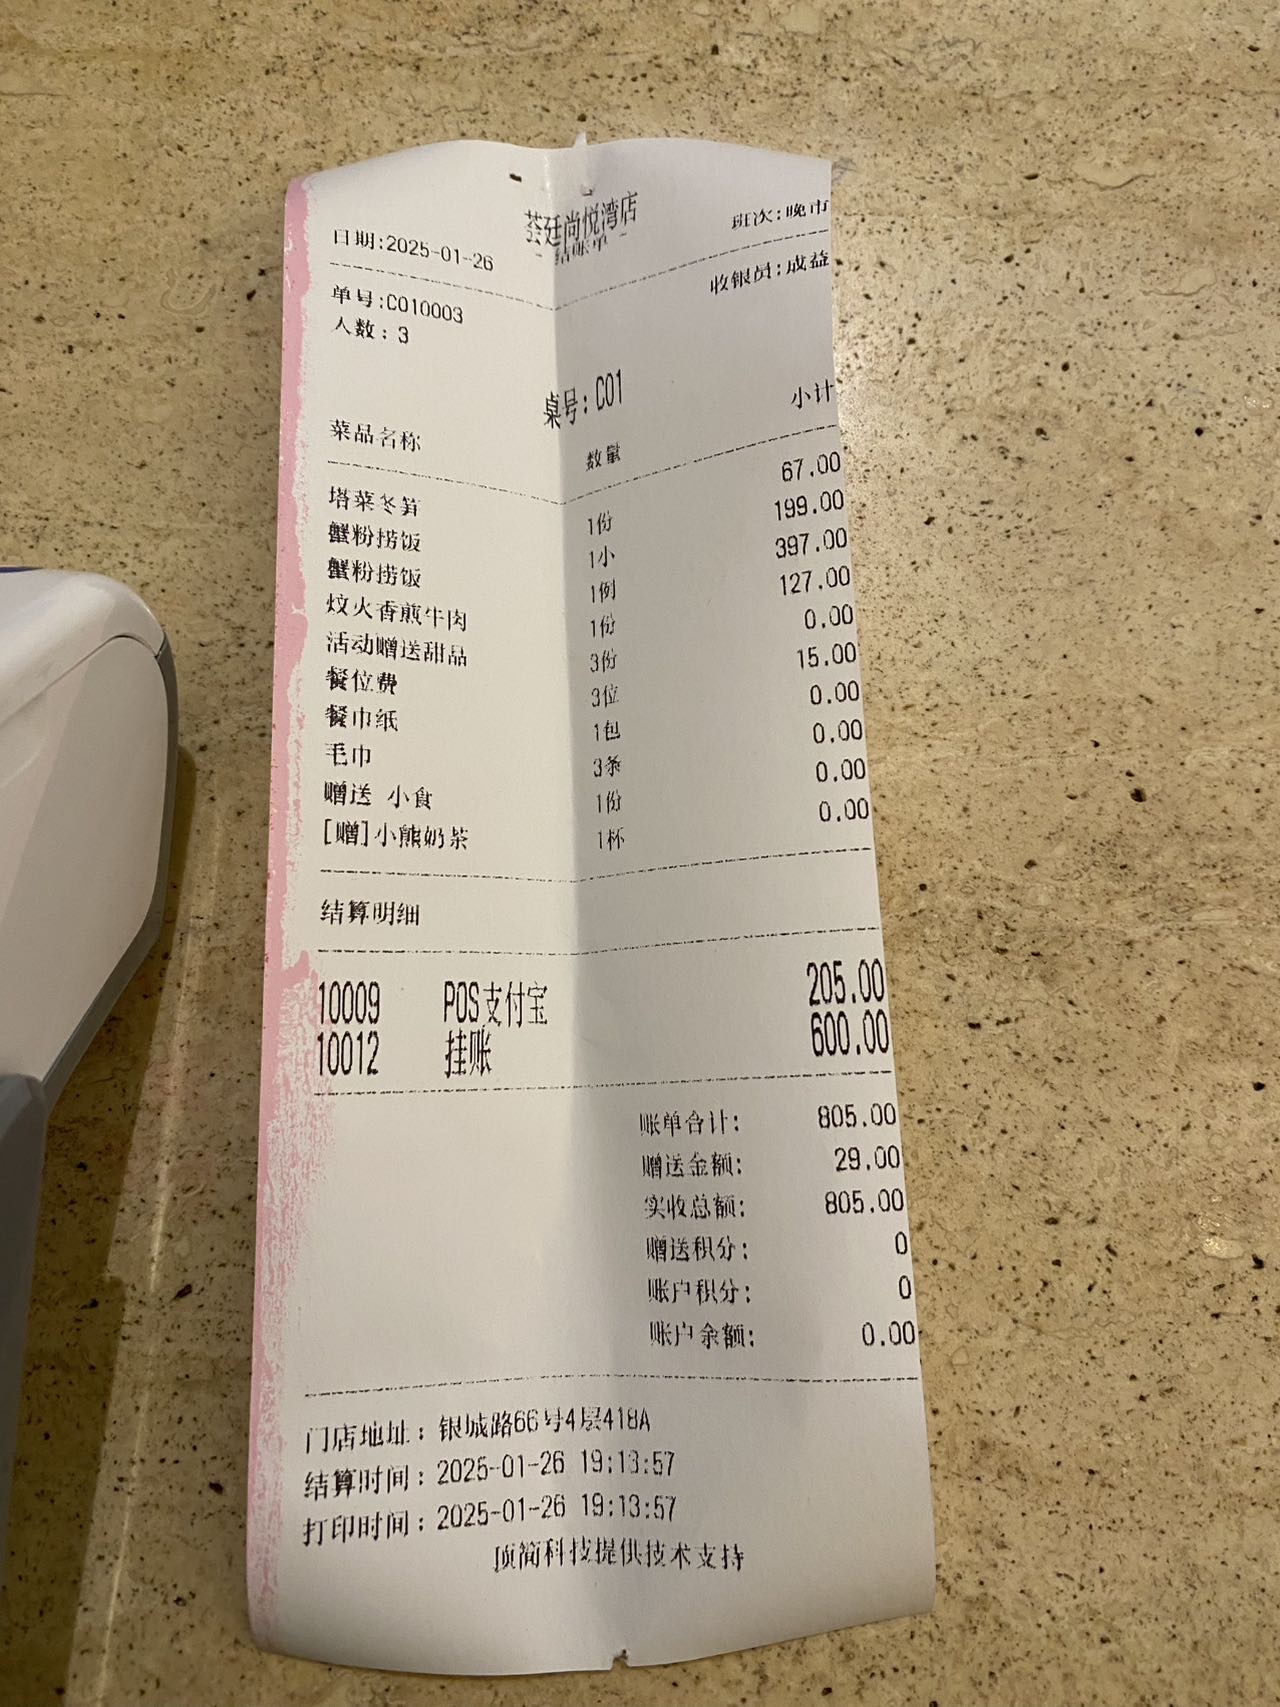 荟廷尚悦湾店
结账单
日期:2025-01-26 班次:晚市
单号:C010003 收银员:成益
人数:3
桌号:C01
菜品名称 数量 小计
塔菜冬笋 1份 67.00
蟹粉捞饭 1小 199.00
蟹粉捞饭 1例 397.00
炆火香煎牛肉 1份 127.00
活动赠送甜品 3份 0.00
餐位费 3位 15.00
餐巾纸 1包 0.00
毛巾 3条 0.00
赠送 小食 1份 0.00
[赠]小熊奶茶 1杯 0.00
结算明细
10009 POS支付宝 205.00
10012 挂账 600.00
账单合计: 805.00
赠送金额: 29.00
实收总额: 805.00
赠送积分: 0
账户积分: 0
账户余额: 0.00
门店地址:银城路66号4层418A
结算时间:2025-01-26 19:13:57
打印时间:2025-01-26 19:13:57
顶简科技提供技术支持